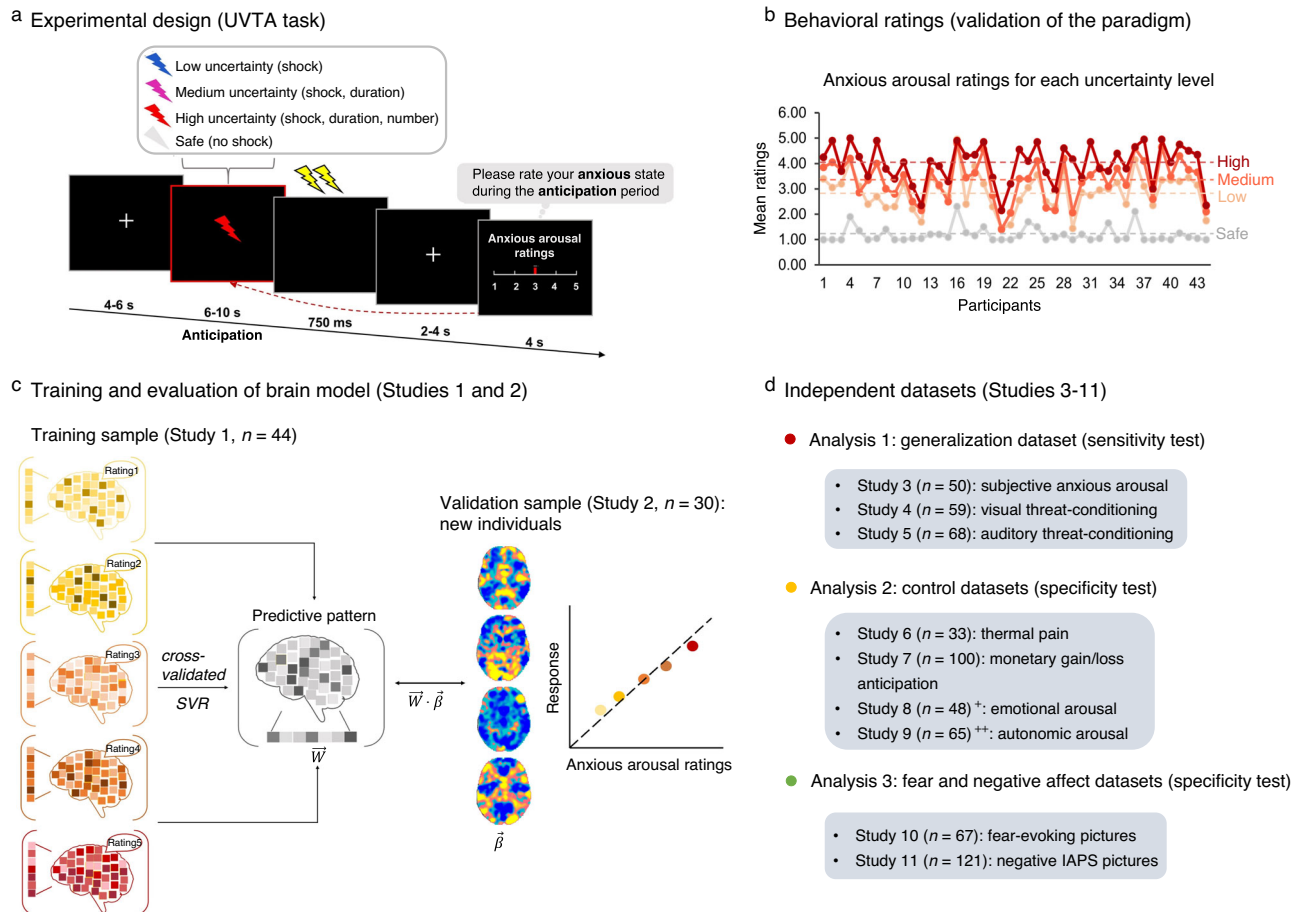 a Experimental design (UVTA task)
Low uncertainty (shock)
Medium uncertainty (shock, duration)
High uncertainty (shock, duration, number)
Safe (no shock)
Please rate your anxious state
during the anticipation period
Anxious arousal
ratings
1 2 3 4 5
4-6 s
6-10 s
750 ms
2-4 s
4 s
Anticipation
b Behavioral ratings (validation of the paradigm)
Anxious arousal ratings for each uncertainty level
Mean ratings
6.00
5.00
4.00
3.00
2.00
1.00
0.00
High
Medium
Low
Safe
1 4 7 10 13 16 19 22 25 28 31 34 37 40 43
Participants
c Training and evaluation of brain model (Studies 1 and 2)
Training sample (Study 1, n = 44)
Rating1
Rating2
Rating3
Rating4
Rating5
cross-
validated
SVR
Predictive pattern
W
W · β
Validation sample (Study 2, n = 30):
new individuals
β
Response
Anxious arousal ratings
d Independent datasets (Studies 3-11)
Analysis 1: generalization dataset (sensitivity test)
• Study 3 (n = 50): subjective anxious arousal
• Study 4 (n = 59): visual threat-conditioning
• Study 5 (n = 68): auditory threat-conditioning
Analysis 2: control datasets (specificity test)
• Study 6 (n = 33): thermal pain
• Study 7 (n = 100): monetary gain/loss
anticipation
• Study 8 (n = 48) +: emotional arousal
• Study 9 (n = 65) ++: autonomic arousal
Analysis 3: fear and negative affect datasets (specificity test)
• Study 10 (n = 67): fear-evoking pictures
• Study 11 (n = 121): negative IAPS pictures